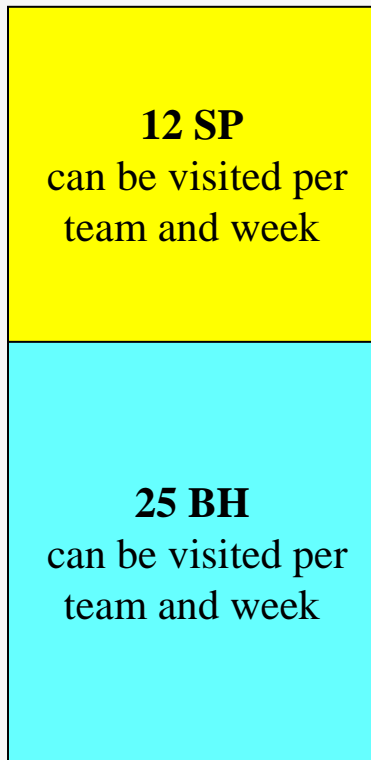 12 SP
can be visited per
team and week
25 BH
can be visited per
team and week